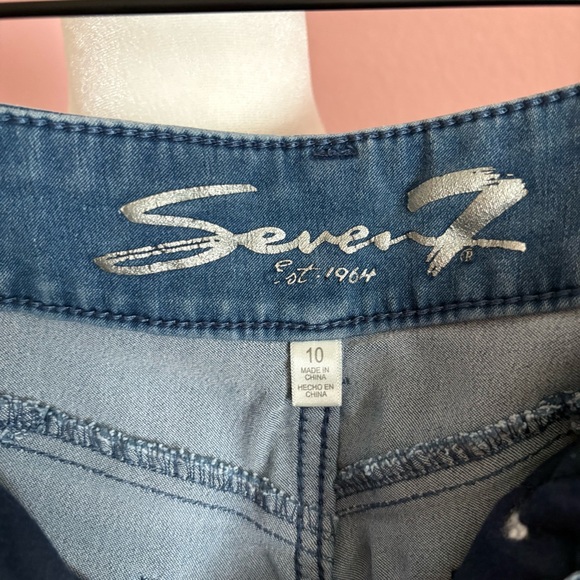 Seven7®
Est. 1964
10
MADE IN
CHINA
HECHO EN
CHINA